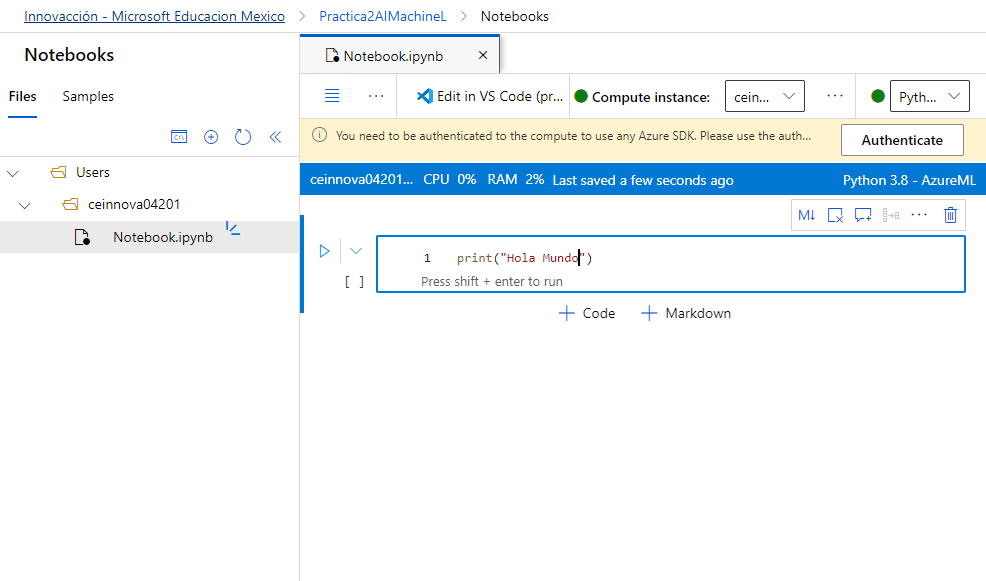 Innovacción - Microsoft Educacion Mexico > Practica2AIMachineL > Notebooks
Notebooks
Files Samples
Users
ceinnova04201
Notebook.ipynb
Notebook.ipynb
Edit in VS Code (pr... Compute instance: cein... Pyth...
You need to be authenticated to the compute to use any Azure SDK. Please use the auth... Authenticate
ceinnova04201... CPU 0% RAM 2% Last saved a few seconds ago Python 3.8 - AzureML
M↓
1 print("Hola Mundo")
[ ] Press shift + enter to run
+ Code + Markdown